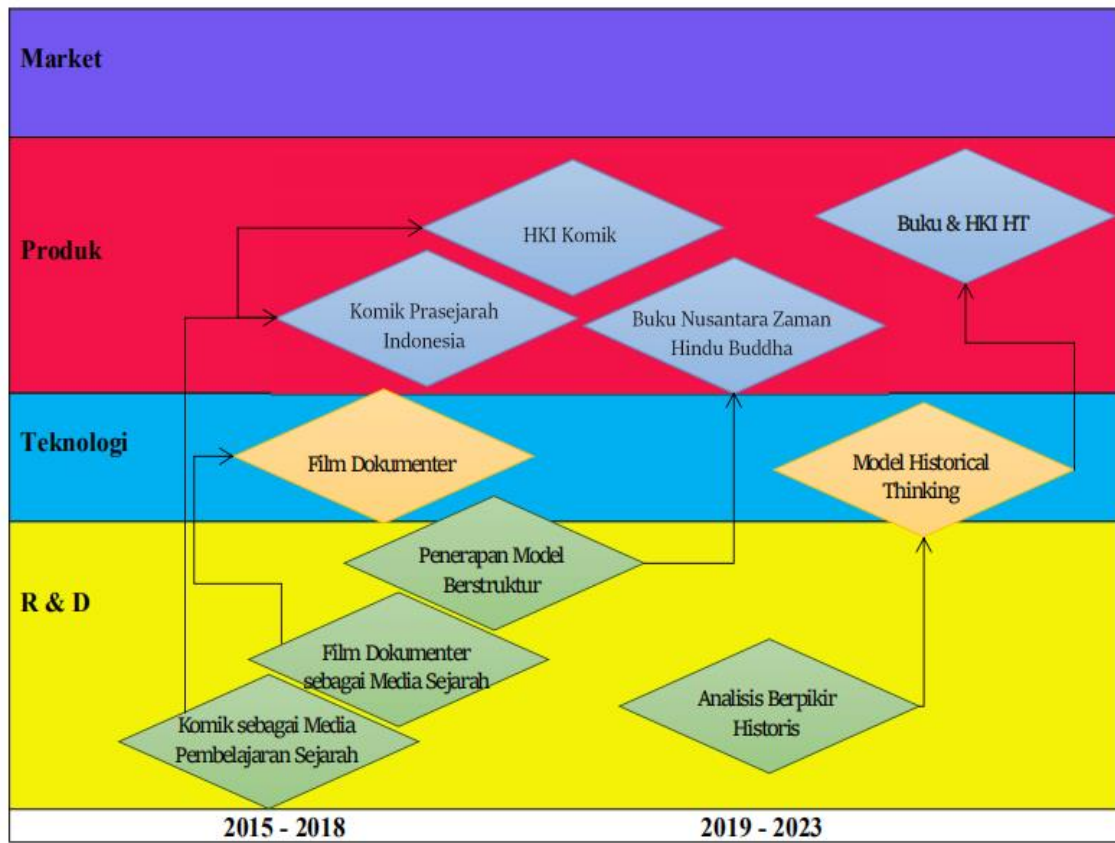 Market
Produk
HKI Komik
Buku & HKI HT
Komik Prasejarah
Indonesia
Buku Nusantara Zaman
Hindu Buddha
Teknologi
Film Dokumenter
Model Historical
Thinking
R & D
Penerapan Model
Berstruktur
Film Dokumenter
sebagai Media Sejarah
Komik sebagai Media
Pembelajaran Sejarah
Analisis Berpikir
Historis
2015 - 2018
2019 - 2023